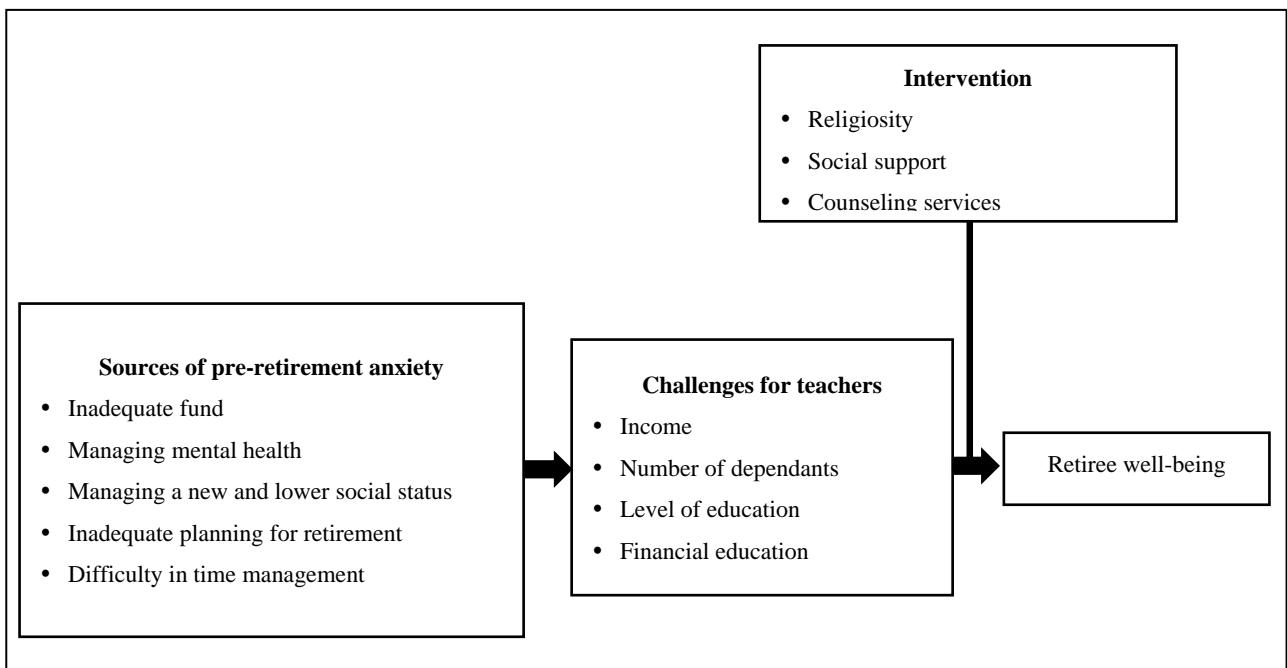 Intervention
• Religiosity
• Social support
• Counseling services
Sources of pre-retirement anxiety
• Inadequate fund
• Managing mental health
• Managing a new and lower social status
• Inadequate planning for retirement
• Difficulty in time management
Challenges for teachers
• Income
• Number of dependants
• Level of education
• Financial education
Retiree well-being